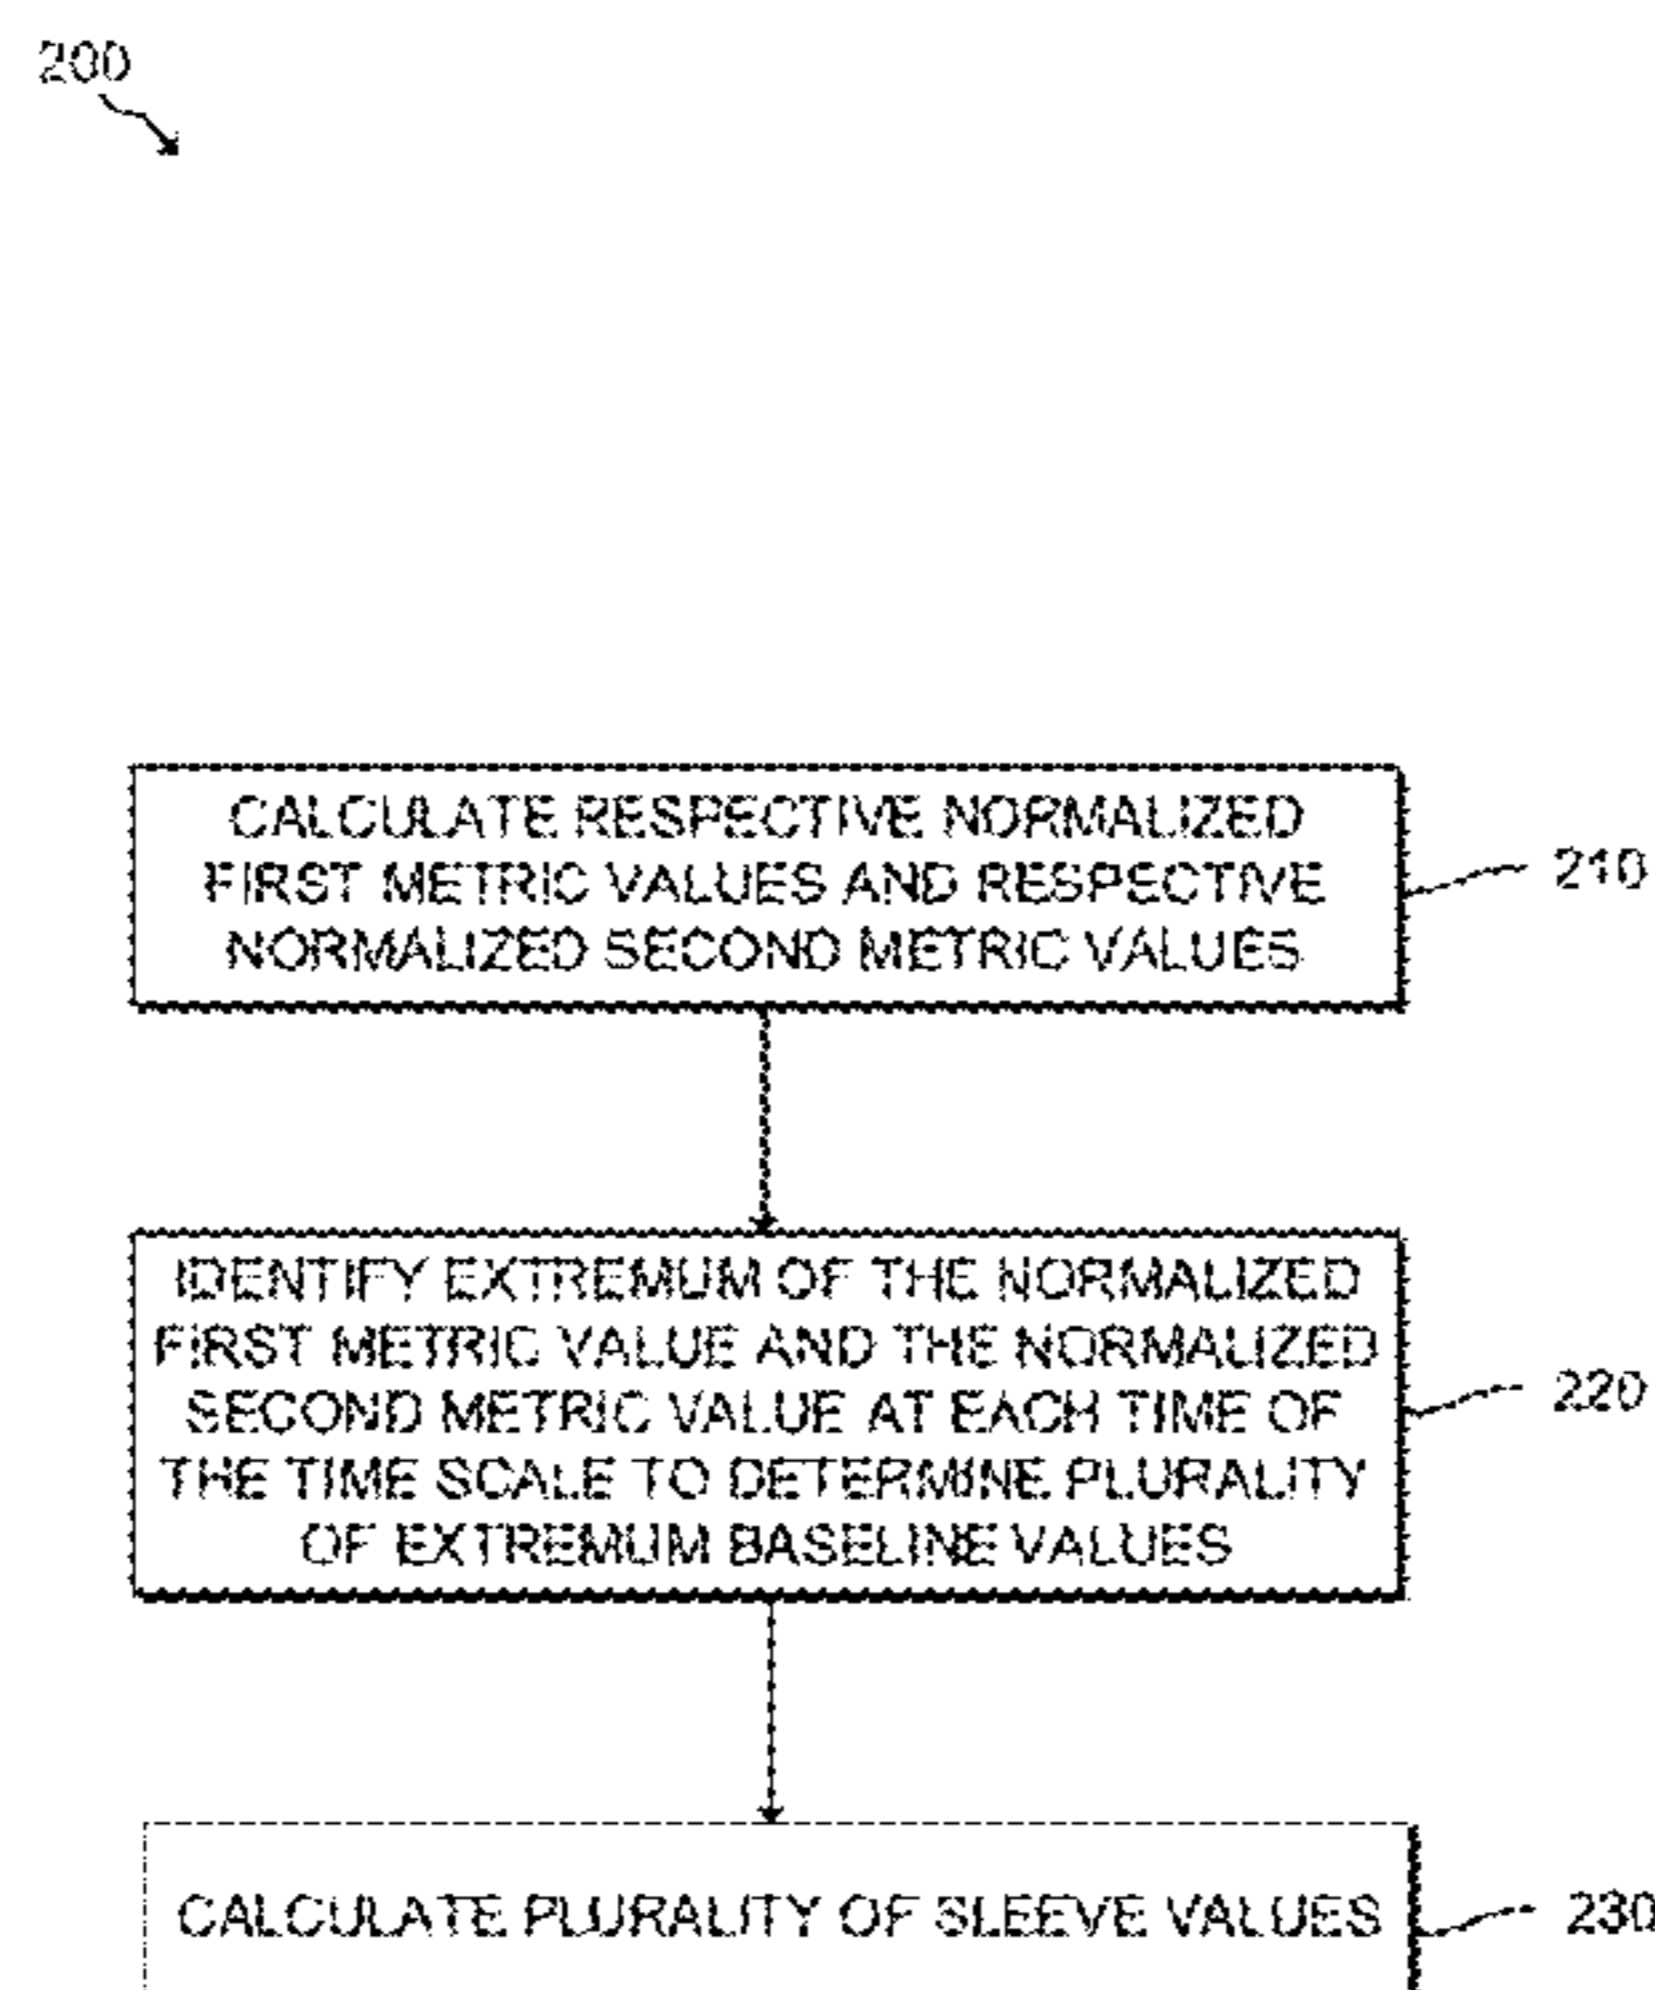 200
CALCULATE RESPECTIVE NORMALIZED
FIRST METRIC VALUES AND RESPECTIVE
NORMALIZED SECOND METRIC VALUES
210
IDENTIFY EXTREMUM OF THE NORMALIZED
FIRST METRIC VALUE AND THE NORMALIZED
SECOND METRIC VALUE AT EACH TIME OF
THE TIME SCALE TO DETERMINE PLURALITY
OF EXTREMUM BASELINE VALUES
220
CALCULATE PLURALITY OF SLEEVE VALUES
230